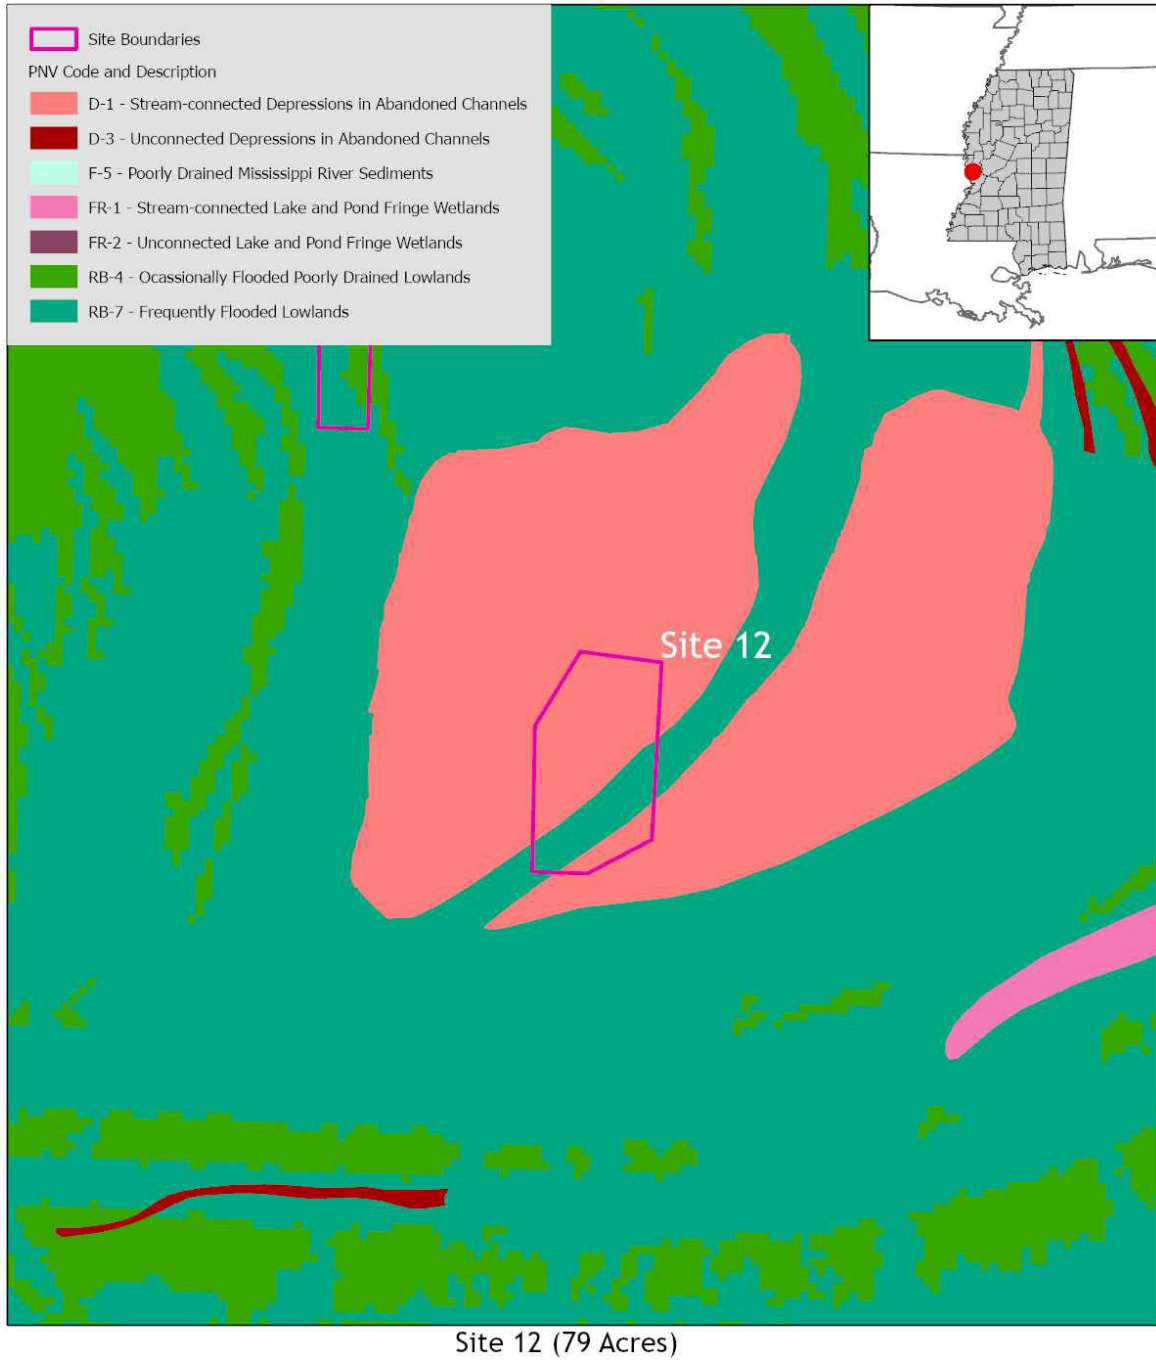 Site Boundaries
PNV Code and Description
D-1 - Stream-connected Depressions in Abandoned Channels
D-3 - Unconnected Depressions in Abandoned Channels
F-5 - Poorly Drained Mississippi River Sediments
FR-1 - Stream-connected Lake and Pond Fringe Wetlands
FR-2 - Unconnected Lake and Pond Fringe Wetlands
RB-4 - Ocassionally Flooded Poorly Drained Lowlands
RB-7 - Frequently Flooded Lowlands
Site 12
Site 12 (79 Acres)